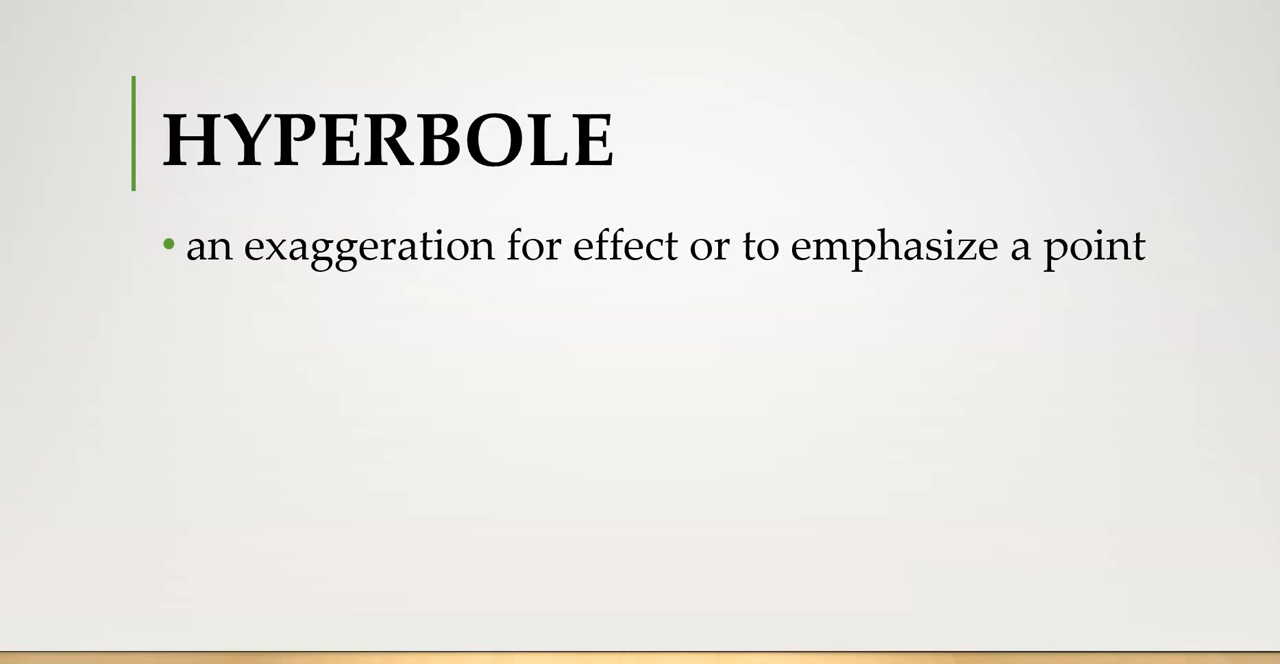 HYPERBOLE
• an exaggeration for effect or to emphasize a point